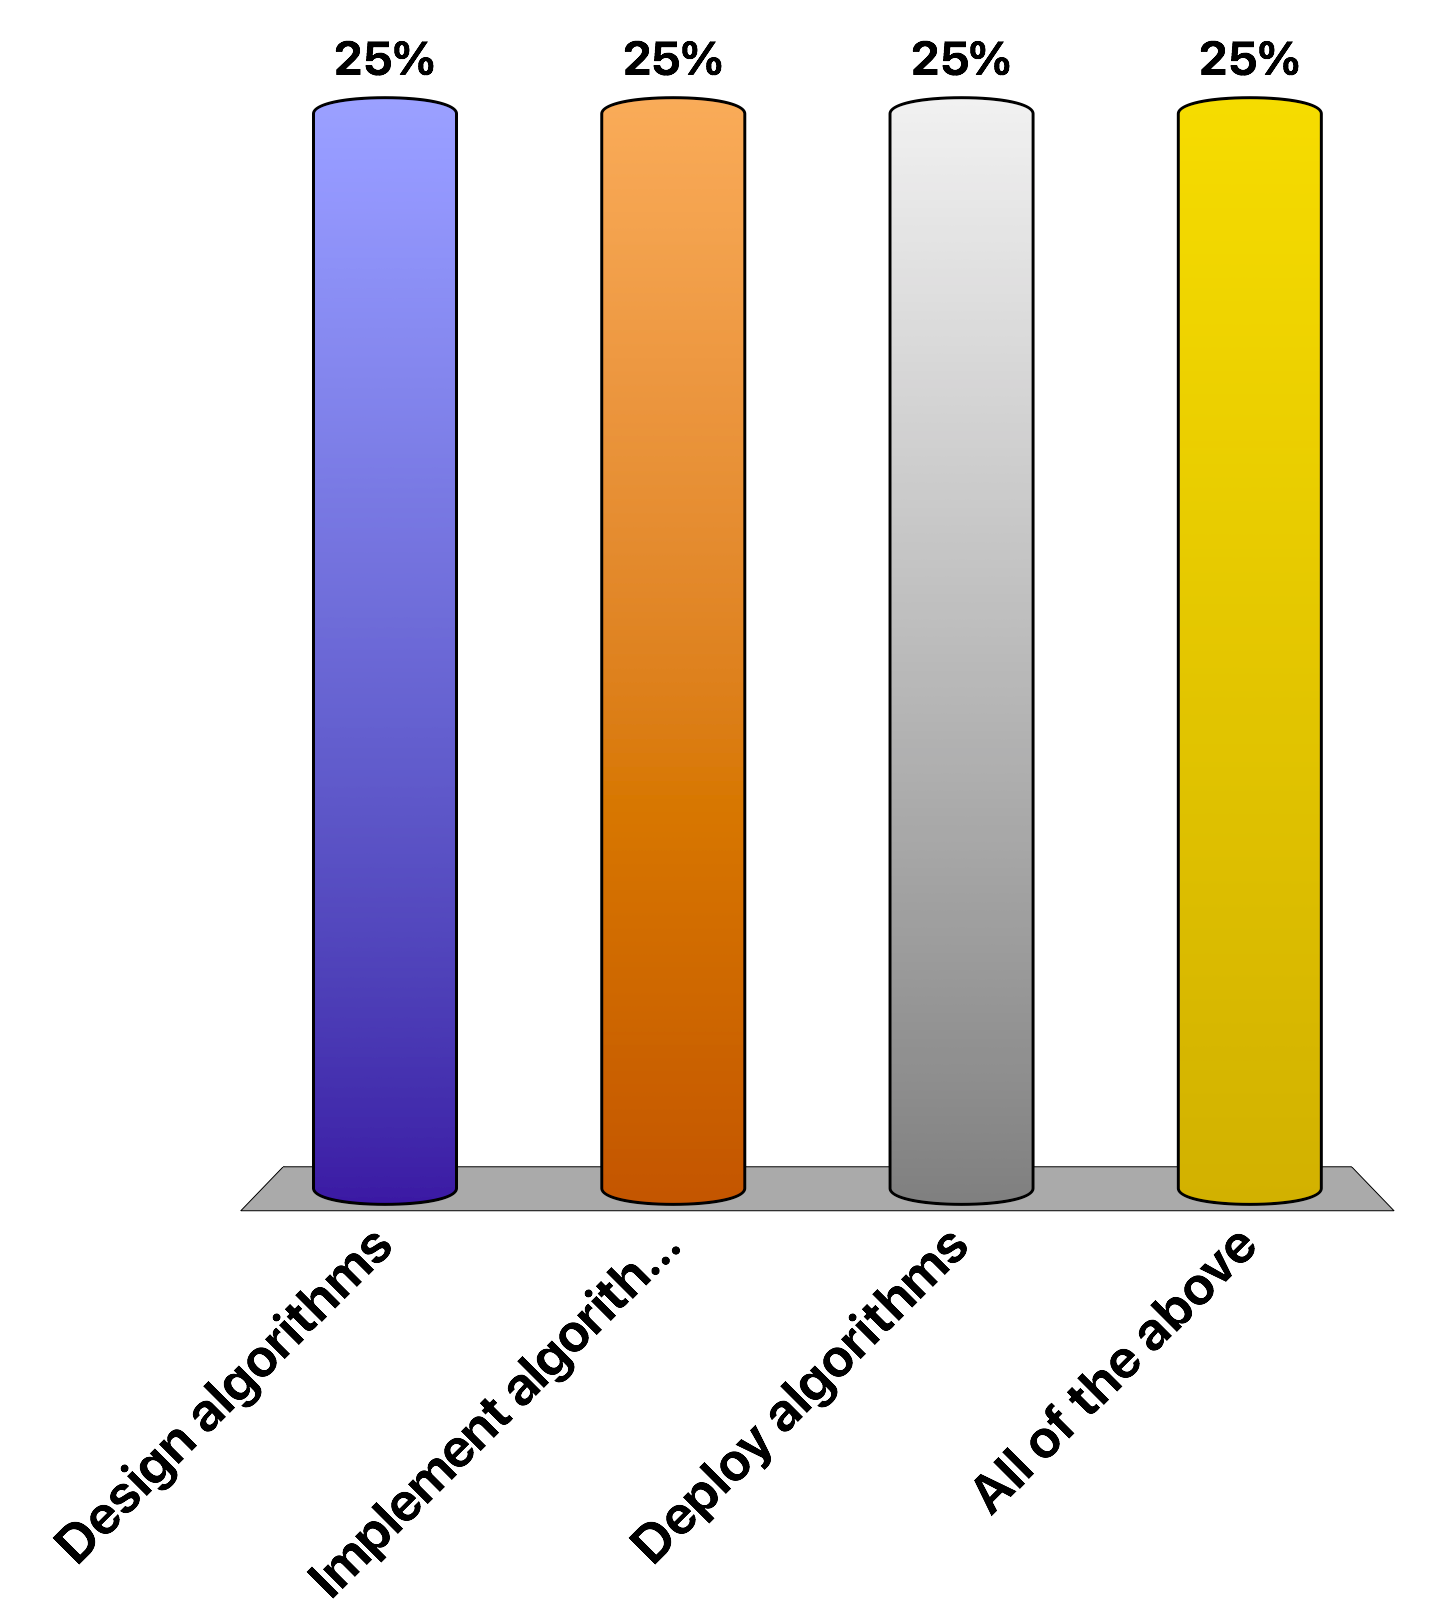 25%
25%
25%
25%
Design algorithms
Implement algorith...
Deploy algorithms
All of the above